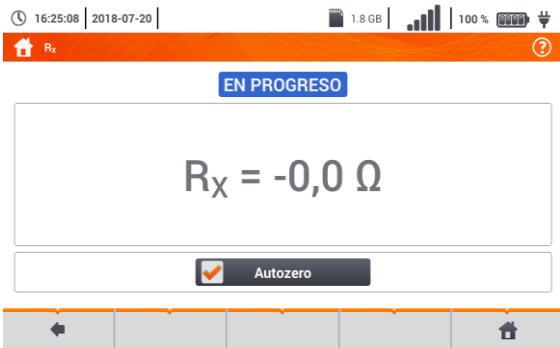 16:25:08 2018-07-20 1.8 GB 100 %
Rx
EN PROGRESO
Rx = -0,0 Ω
Autozero